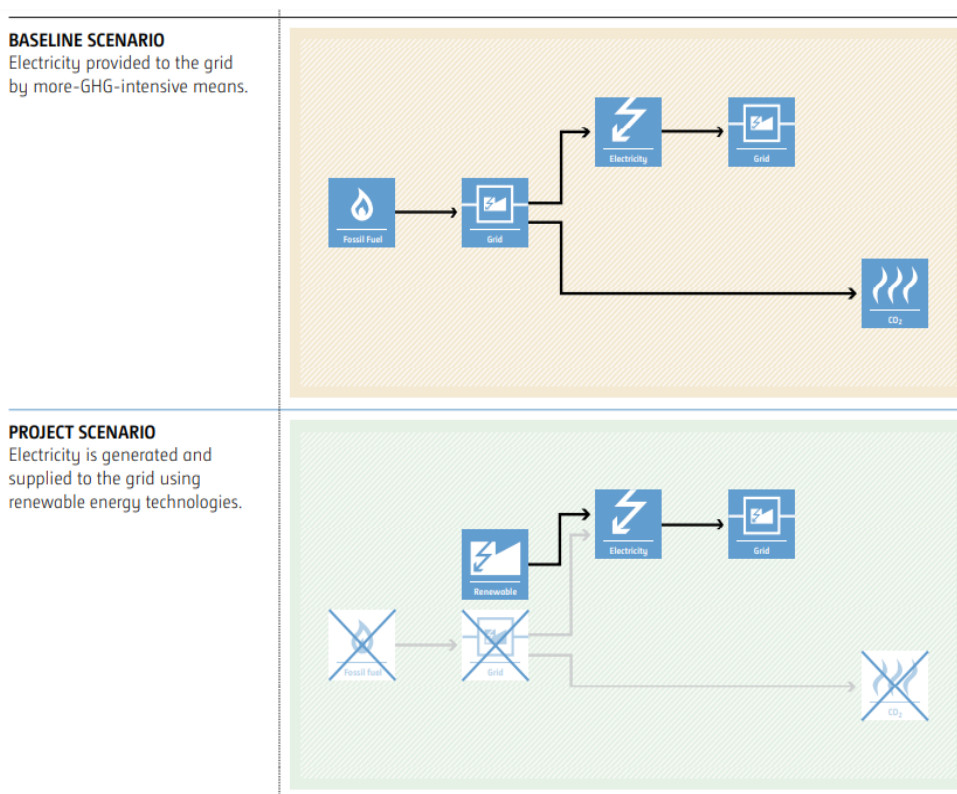 BASELINE SCENARIO
Electricity provided to the grid
by more-GHG-intensive means.
Electricity
Grid
Fossil Fuel
Grid
CO₂
PROJECT SCENARIO
Electricity is generated and
supplied to the grid using
renewable energy technologies.
Electricity
Grid
Renewable
Fossil fuel
Grid
CO₂